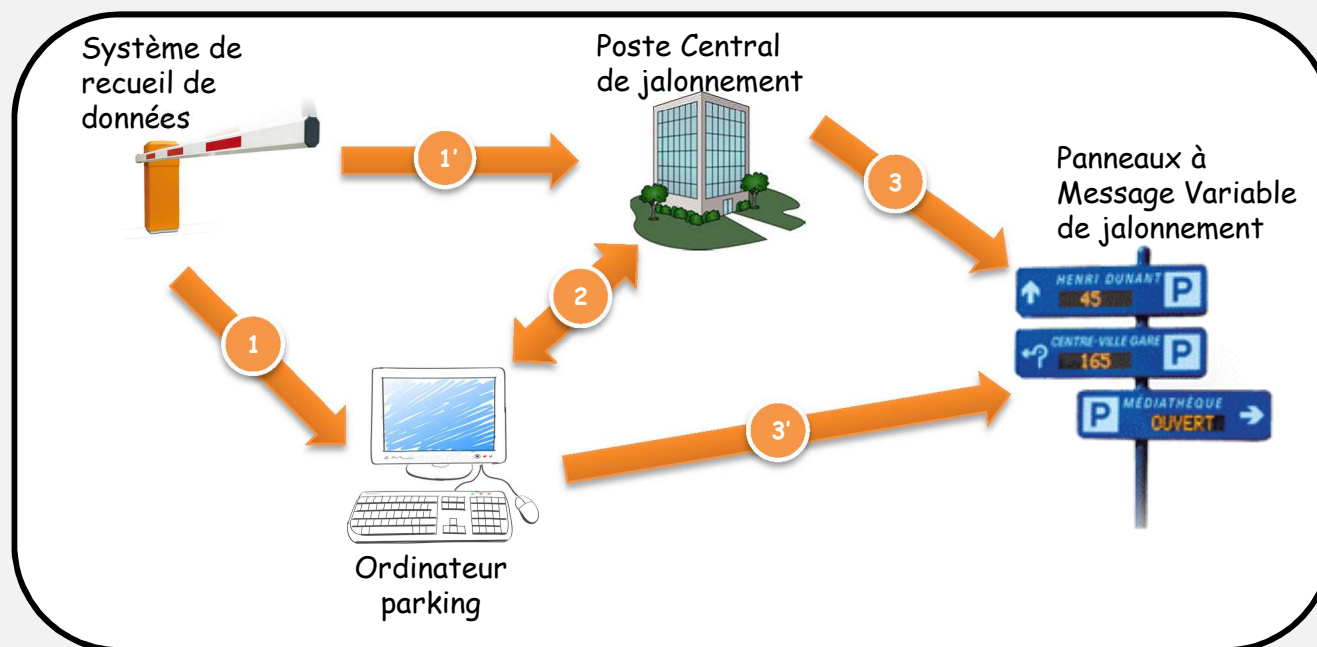 Système de
recueil de
données
Poste Central
de jalonnement
1'
3
Panneaux à
Message Variable
de jalonnement
2
1
HENRI DUNANT P
45
CENTRE-VILLE GARE P
165
P MÉDIATHÈQUE
OUVERT
3'
Ordinateur
parking